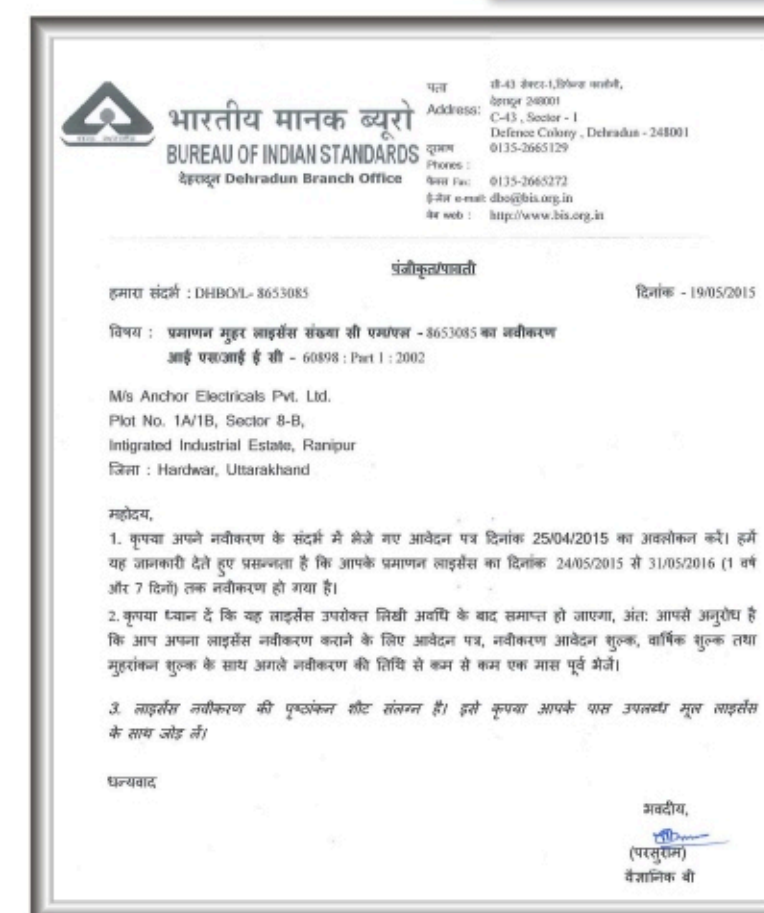 भारतीय मानक ब्यूरो
BUREAU OF INDIAN STANDARDS
देहरादून Dehradun Branch Office
पता
Address:
सी-43 सेक्टर-1,डिफेन्स कालोनी,
देहरादून 248001
C-43 , Sector - 1
Defence Colony , Dehradun - 248001
दूरभाष 0135-2665129
Phones :
फैक्स Fax: 0135-2665272
ई-मेल e-mail: dbo@bis.org.in
वेब web : http://www.bis.org.in
पंजीकृत/पावती
हमारा संदर्भ : DHBO/L- 8653085 दिनांक - 19/05/2015
विषय : प्रमाणन मुहर लाइसेंस संख्या सी एम/एल - 8653085 का नवीकरण
आई एस/आई ई सी - 60898 : Part 1 : 2002
M/s Anchor Electricals Pvt. Ltd.
Plot No. 1A/1B, Sector 8-B,
Intigrated Industrial Estate, Ranipur
जिला : Hardwar, Uttarakhand
महोदय,
1. कृपया अपने नवीकरण के संदर्भ में भेजे गए आवेदन पत्र दिनांक 25/04/2015 का अवलोकन करें। हमें
यह जानकारी देते हुए प्रसन्नता है कि आपके प्रमाणन लाइसेंस का दिनांक 24/05/2015 से 31/05/2016 (1 वर्ष
और 7 दिनों) तक नवीकरण हो गया है।
2. कृपया ध्यान दें कि यह लाइसेंस उपरोक्त लिखी अवधि के बाद समाप्त हो जाएगा, अंत: आपसे अनुरोध है
कि आप अपना लाइसेंस नवीकरण कराने के लिए आवेदन पत्र, नवीकरण आवेदन शुल्क, वार्षिक शुल्क तथा
मुहरांकन शुल्क के साथ अगले नवीकरण की तिथि से कम से कम एक मास पूर्व भेजें।
3. लाइसेंस नवीकरण की पृष्ठांकन शीट संलग्न है। इसे कृपया आपके पास उपलब्ध मूल लाइसेंस
के साथ जोड़ लें।
धन्यवाद
भवदीय,
(परसुराम)
वैज्ञानिक बी